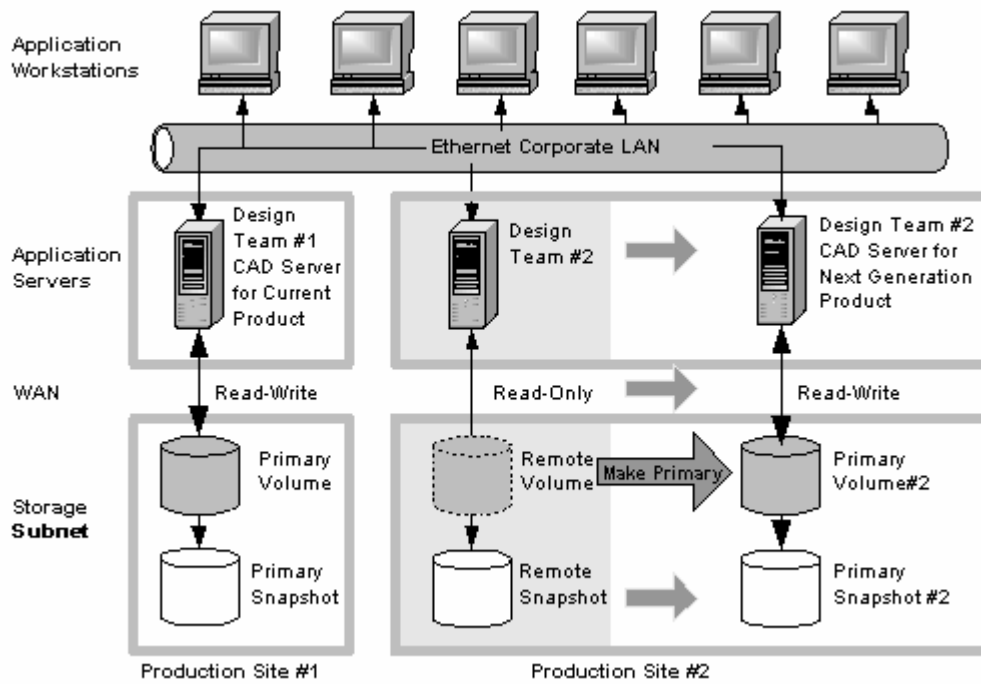 Application
Workstations
Ethernet Corporate LAN
Application
Servers
Design
Team #1
CAD Server
for Current
Product
Design
Team #2
Design Team #2
CAD Server for
Next Generation
Product
WAN
Read-Write
Read-Only
Read-Write
Storage
Subnet
Primary
Volume
Remote
Volume
Make Primary
Primary
Volume#2
Primary
Snapshot
Remote
Snapshot
Primary
Snapshot #2
Production Site #1
Production Site #2